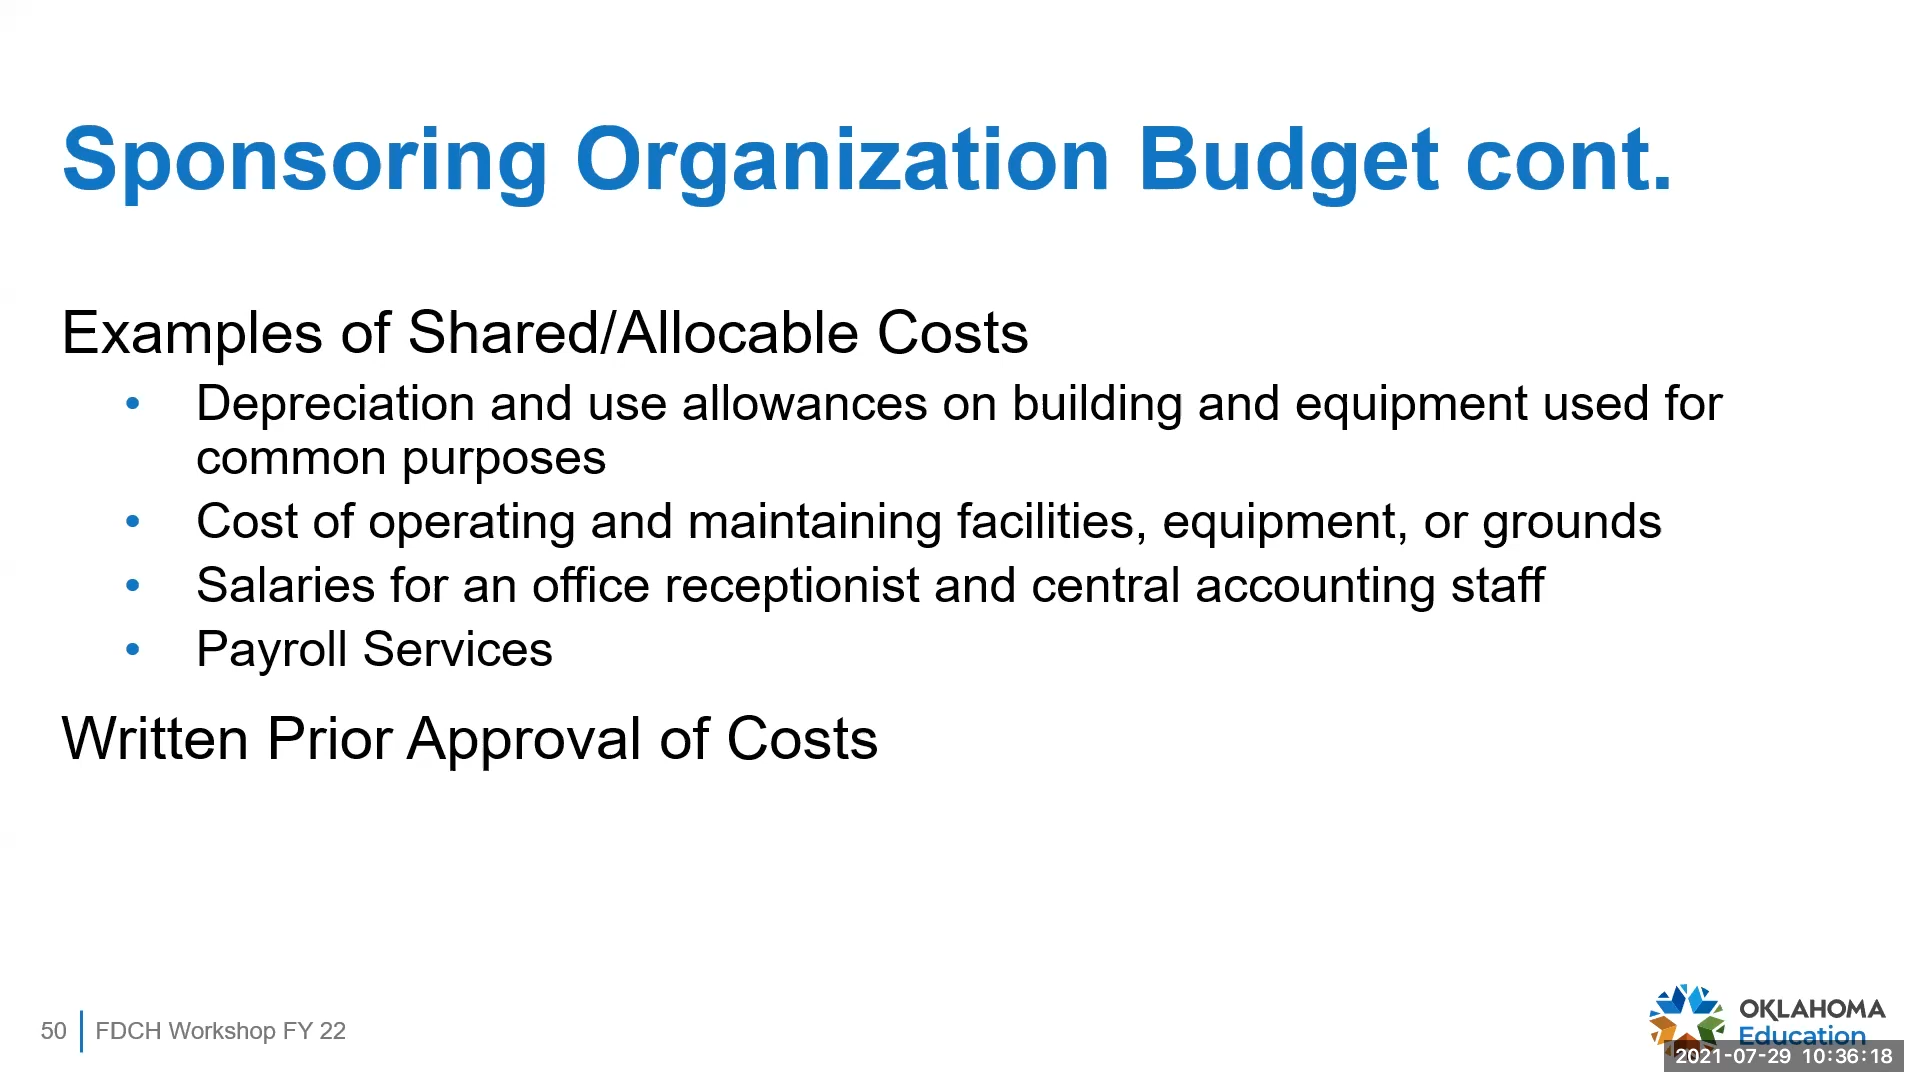 Sponsoring Organization Budget cont.
Examples of Shared/Allocable Costs
• Depreciation and use allowances on building and equipment used for
common purposes
• Cost of operating and maintaining facilities, equipment, or grounds
• Salaries for an office receptionist and central accounting staff
• Payroll Services
Written Prior Approval of Costs
50 FDCH Workshop FY 22
OKLAHOMA
Education
2021-07-29 10:36:18